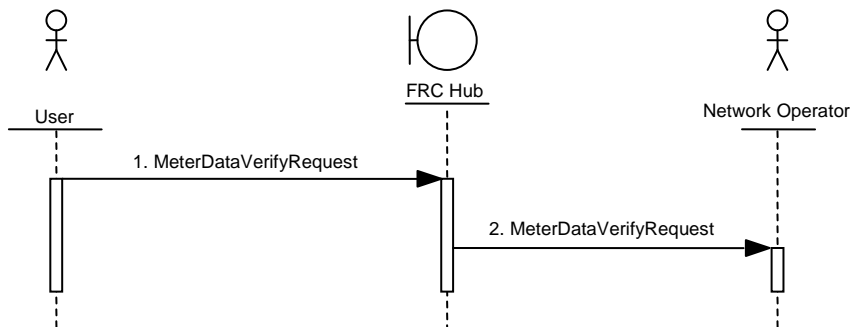 FRC Hub
User
Network Operator
1. MeterDataVerifyRequest
2. MeterDataVerifyRequest